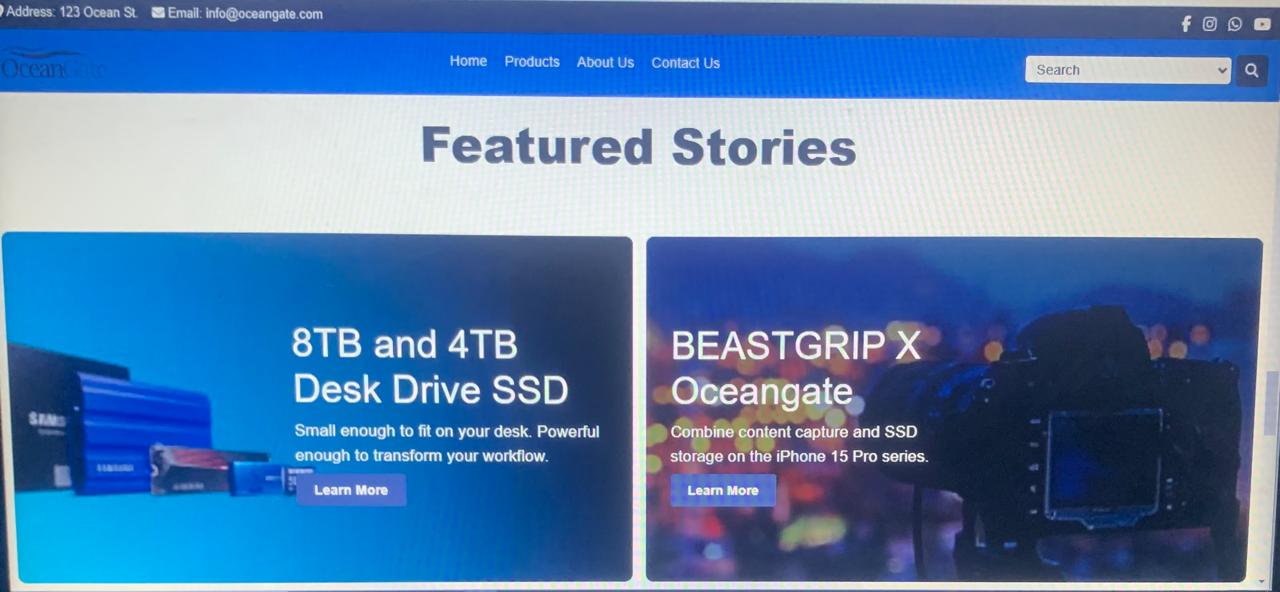 Address: 123 Ocean St.
Email: info@oceangate.com
OceanGate
Home
Products
About Us
Contact Us
Search
Featured Stories
8TB and 4TB
Desk Drive SSD
Small enough to fit on your desk. Powerful
enough to transform your workflow.
Learn More
SAMS
BEASTGRIP X
Oceangate
Combine content capture and SSD
storage on the iPhone 15 Pro series.
Learn More